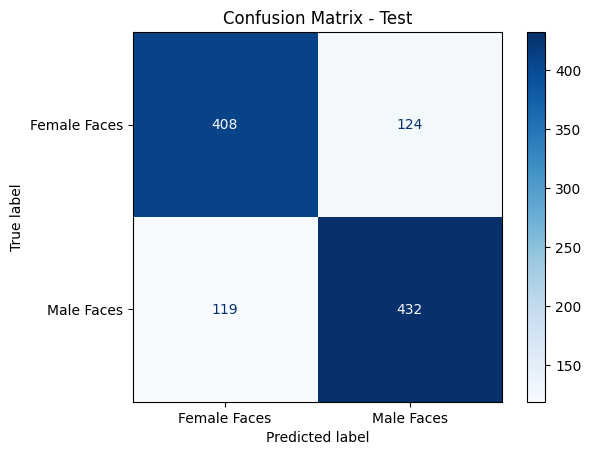 Confusion Matrix - Test
True label
Female Faces
408
124
Male Faces
119
432
Female Faces
Male Faces
Predicted label
400
350
300
250
200
150